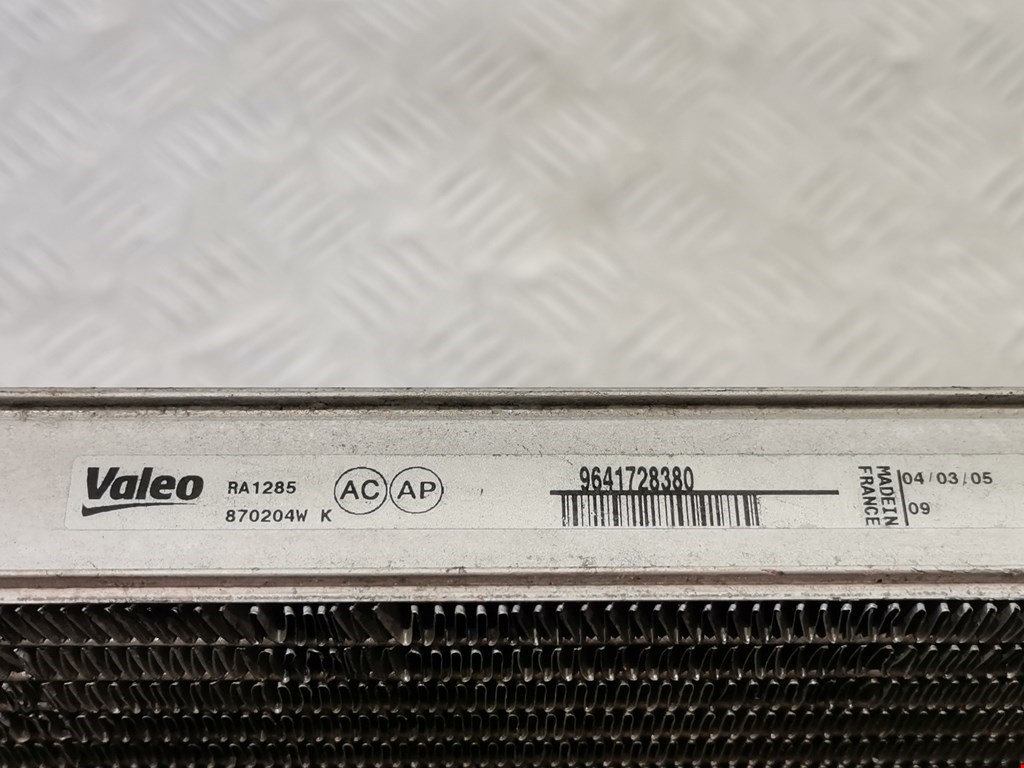 Valeo
RA1285
870204W K
AC AP
9641728380
MADE IN
FRANCE
04/03/05
09